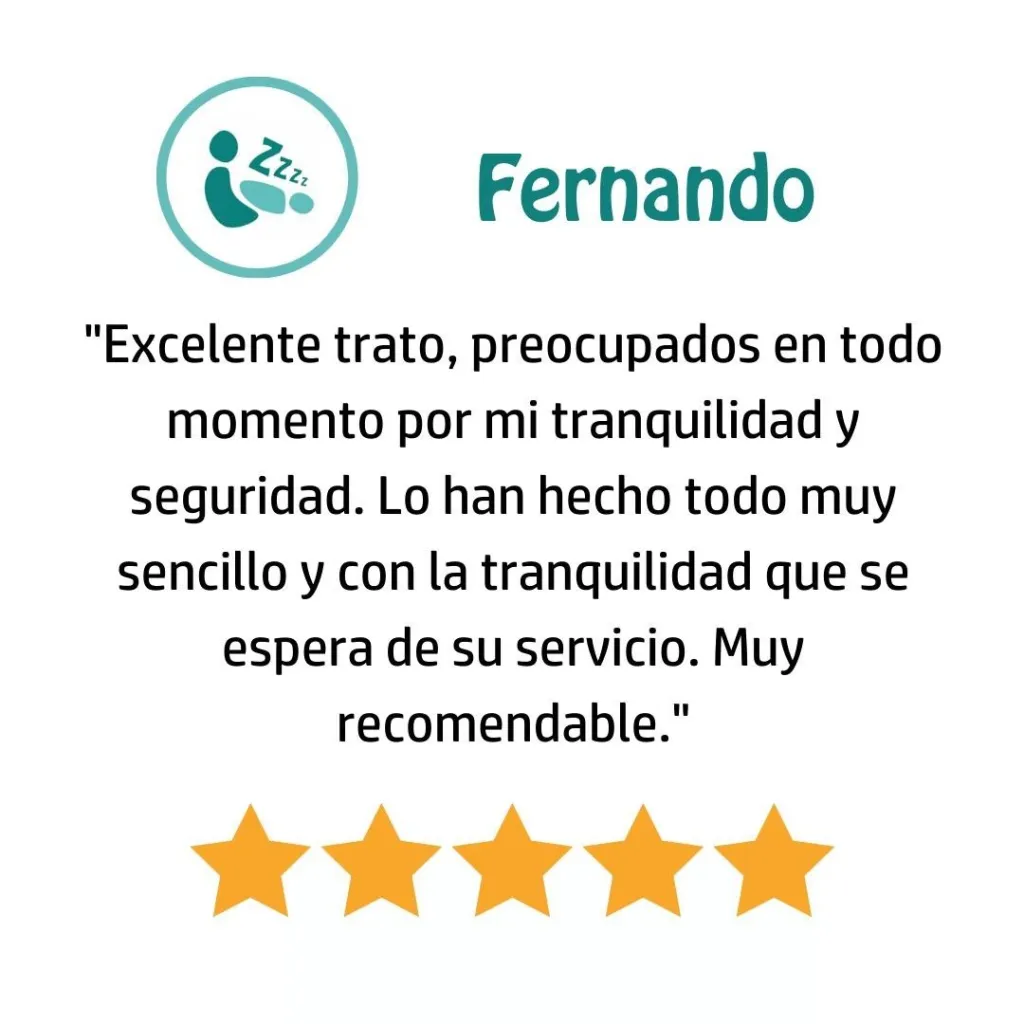 Zzzz
Fernando
"Excelente trato, preocupados en todo
momento por mi tranquilidad y
seguridad. Lo han hecho todo muy
sencillo y con la tranquilidad que se
espera de su servicio. Muy
recomendable."